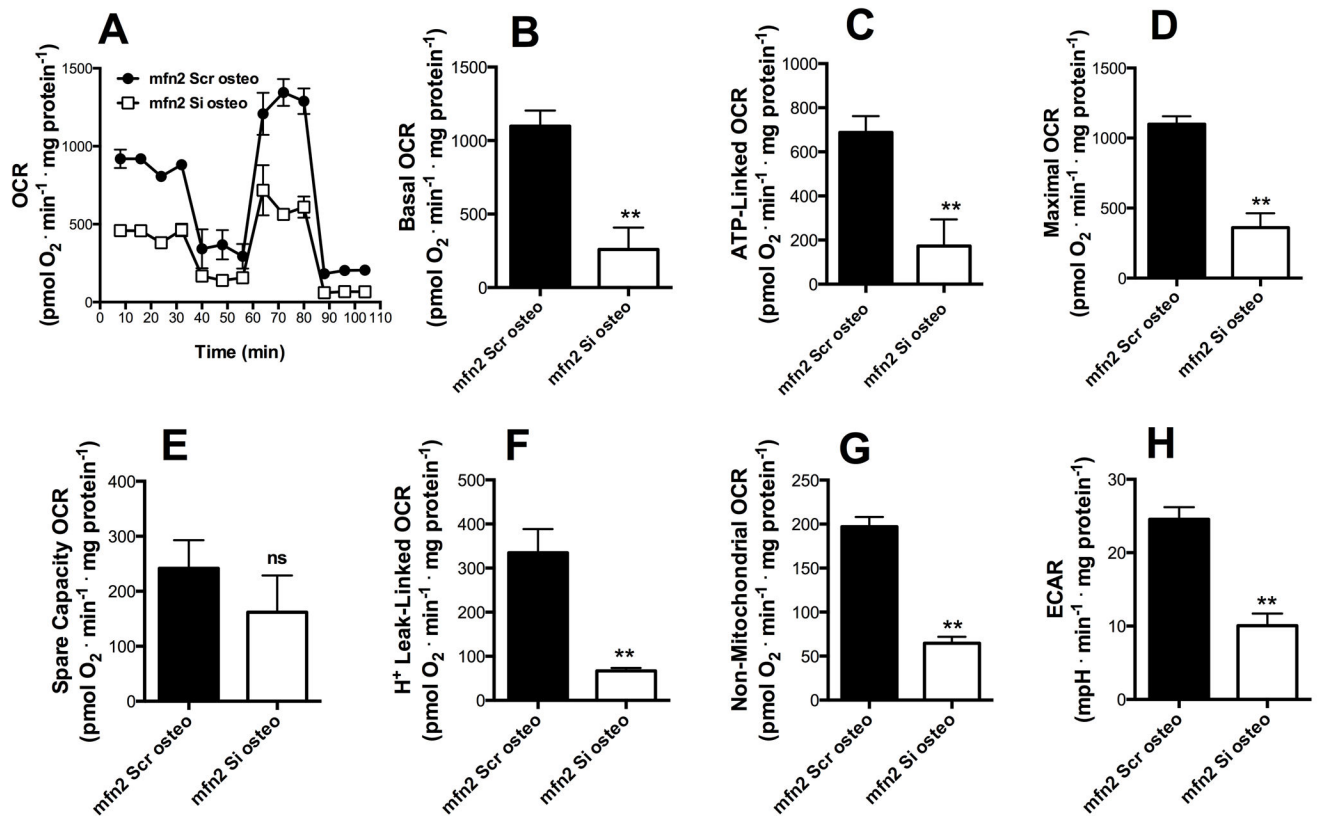 A
OCR
(pmol O2 · min-1 · mg protein-1)
1500
1000
500
0
mfn2 Scr osteo
mfn2 Si osteo
0 10 20 30 40 50 60 70 80 90 100 110
Time (min)
B
Basal OCR
(pmol O2 · min-1 · mg protein-1)
1500
1000
500
0
**
mfn2 Scr osteo
mfn2 Si osteo
C
ATP-Linked OCR
(pmol O2 · min-1 · mg protein-1)
1000
800
600
400
200
0
**
mfn2 Scr osteo
mfn2 Si osteo
D
Maximal OCR
(pmol O2 · min-1 · mg protein-1)
1500
1000
500
0
**
mfn2 Scr osteo
mfn2 Si osteo
E
Spare Capacity OCR
(pmol O2 · min-1 · mg protein-1)
400
300
200
100
0
ns
mfn2 Scr osteo
mfn2 Si osteo
F
H+ Leak-Linked OCR
(pmol O2 · min-1 · mg protein-1)
500
400
300
200
100
0
**
mfn2 Scr osteo
mfn2 Si osteo
G
Non-Mitochondrial OCR
(pmol O2 · min-1 · mg protein-1)
250
200
150
100
50
0
**
mfn2 Scr osteo
mfn2 Si osteo
H
ECAR
(mpH · min-1 · mg protein-1)
30
20
10
0
**
mfn2 Scr osteo
mfn2 Si osteo